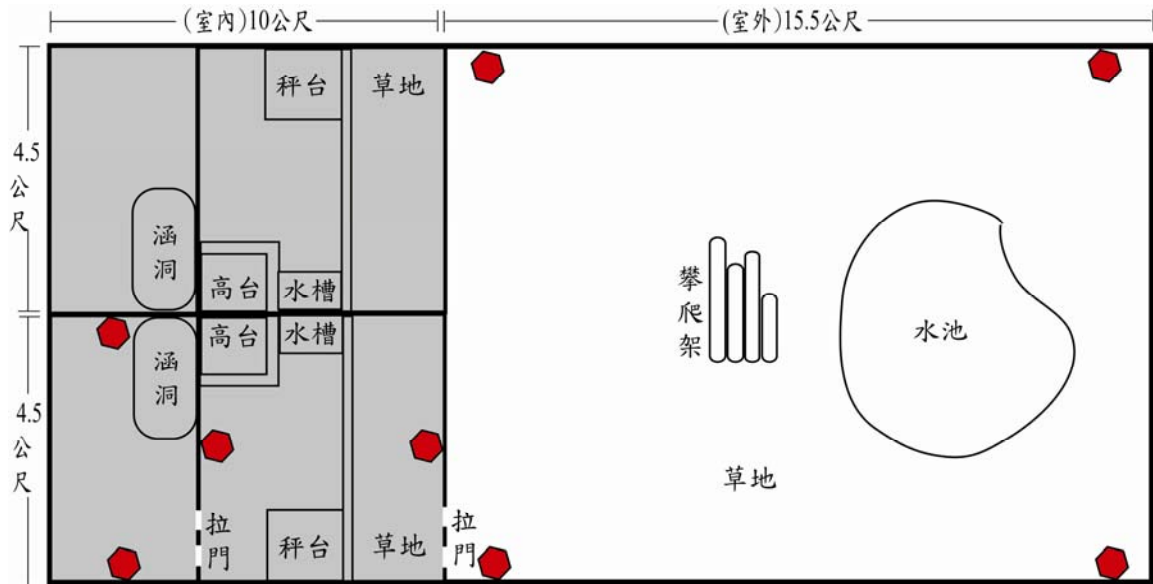 (室內)10公尺
(室外)15.5公尺
4.5公尺
秤台
草地
涵洞
高台
水槽
攀爬架
水池
4.5公尺
高台
水槽
涵洞
草地
拉門
秤台
草地
拉門